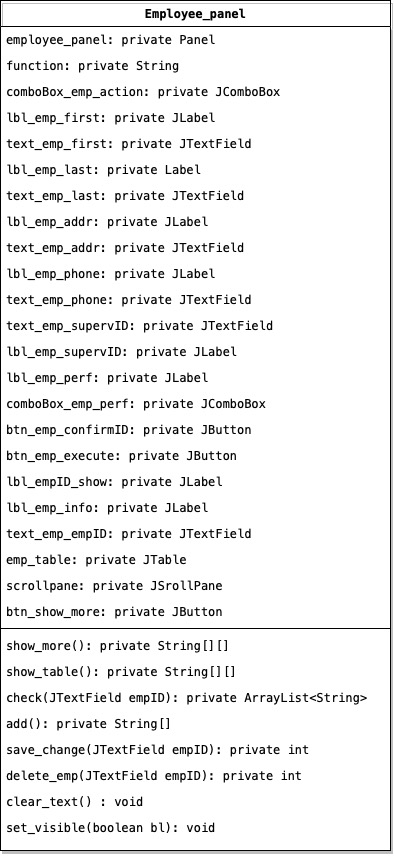 Employee_panel
employee_panel: private Panel
function: private String
comboBox_emp_action: private JComboBox
lbl_emp_first: private JLabel
text_emp_first: private JTextField
lbl_emp_last: private Label
text_emp_last: private JTextField
lbl_emp_addr: private JLabel
text_emp_addr: private JTextField
lbl_emp_phone: private JLabel
text_emp_phone: private JTextField
text_emp_supervID: private JTextField
lbl_emp_supervID: private JLabel
lbl_emp_perf: private JLabel
comboBox_emp_perf: private JComboBox
btn_emp_confirmID: private JButton
btn_emp_execute: private JButton
lbl_empID_show: private JLabel
lbl_emp_info: private JLabel
text_emp_empID: private JTextField
emp_table: private JTable
scrollpane: private JSrollPane
btn_show_more: private JButton
show_more(): private String[][]
show_table(): private String[][]
check(JTextField empID): private ArrayList<String>
add(): private String[]
save_change(JTextField empID): private int
delete_emp(JTextField empID): private int
clear_text() : void
set_visible(boolean bl): void